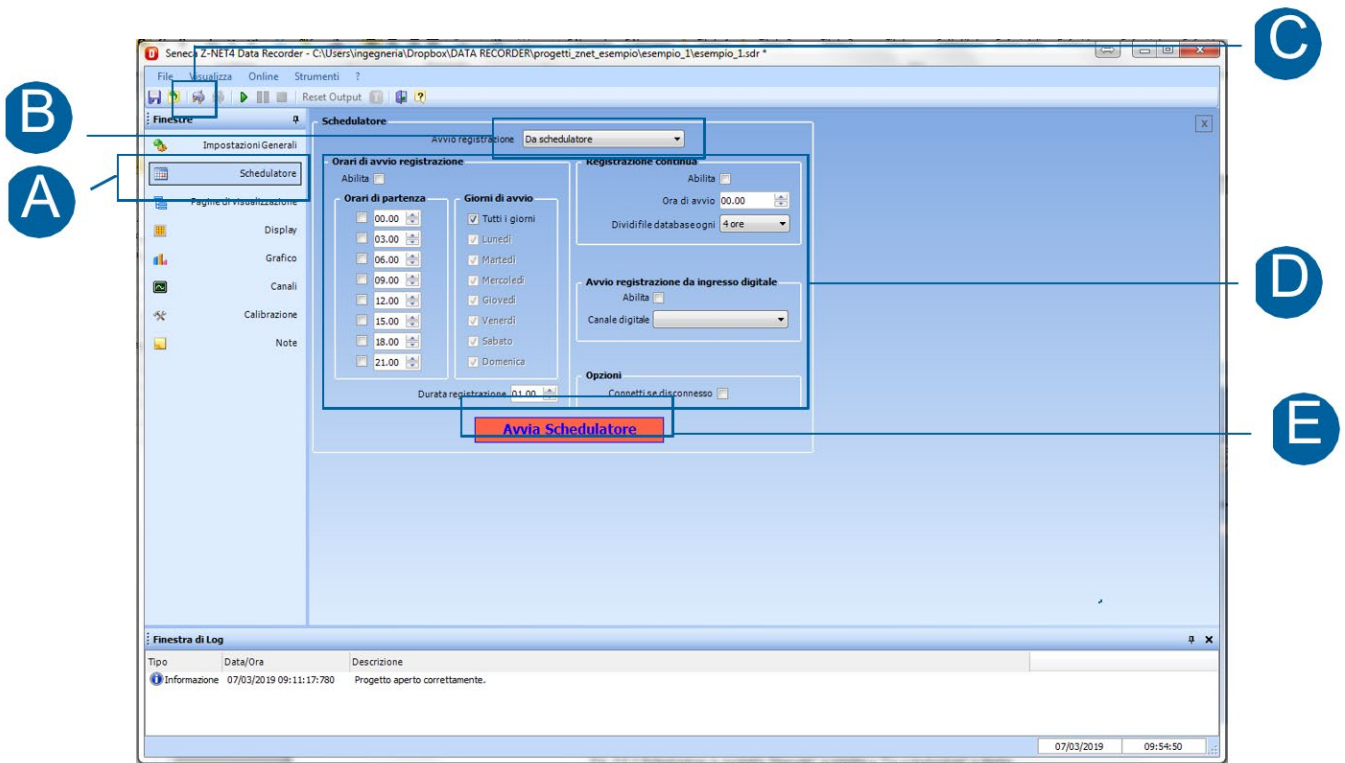 C
Seneca Z-NET4 Data Recorder - C:\Users\ingegneria\Dropbox\DATA RECORDER\progetti_znet_esempio\esempio_1\esempio_1.sdr *
File Visualizza Online Strumenti ?
Reset Output
B
Finestre
Schedulatore
X
Avvio registrazione Da schedulatore
Impostazioni Generali
Orari di avvio registrazione
Registrazione continua
A
Schedulatore
Abilita
Abilita
Pagine di visualizzazione
Orari di partenza
Giorni di avvio
Ora di avvio 00.00
00.00
Tutti i giorni
Dividi file database ogni 4 ore
Display
03.00
Lunedì
Grafico
06.00
Martedì
D
Canali
09.00
Mercoledì
Avvio registrazione da ingresso digitale
12.00
Giovedì
Abilita
Calibrazione
15.00
Venerdì
Canale digitale
Note
18.00
Sabato
21.00
Domenica
Opzioni
Durata registrazione 01.00
Connetti se disconnesso
E
Avvia Schedulatore
Finestra di Log
Tipo Data/Ora Descrizione
Informazione 07/03/2019 09:11:17:780 Progetto aperto correttamente.
07/03/2019 09:54:50